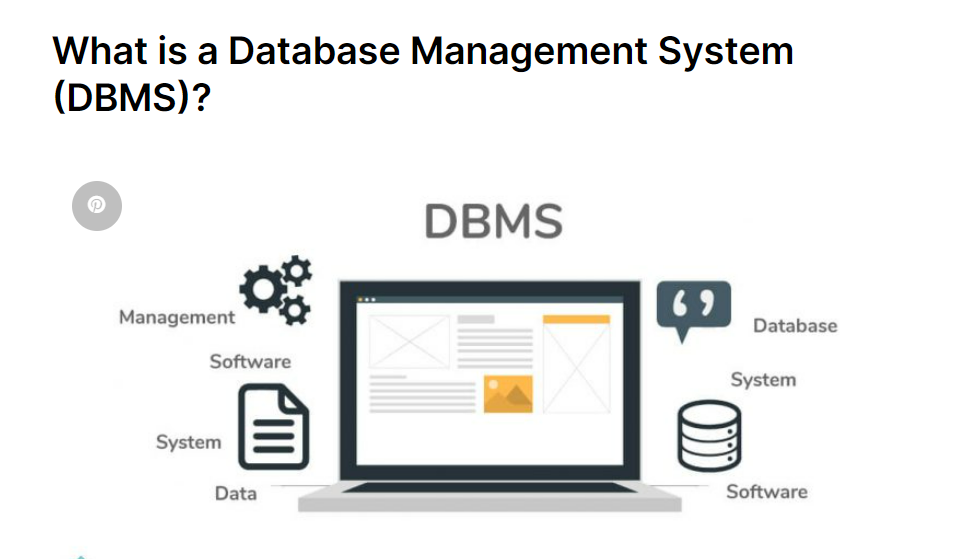 What is a Database Management System
(DBMS)?
DBMS
Management
Software
System
Data
Database
System
Software